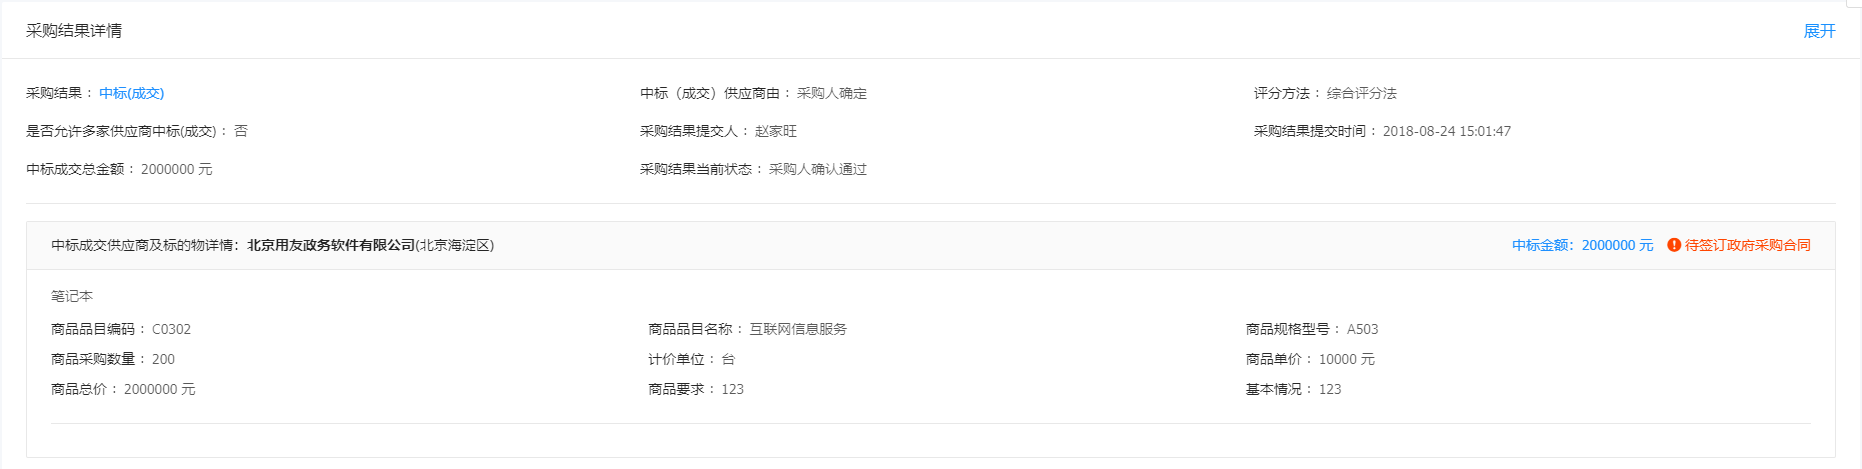 采购结果详情 展开
采购结果： 中标(成交) 中标（成交）供应商由： 采购人确定 评分方法： 综合评分法
是否允许多家供应商中标(成交)： 否 采购结果提交人： 赵家旺 采购结果提交时间： 2018-08-24 15:01:47
中标成交总金额： 2000000 元 采购结果当前状态： 采购人确认通过
中标成交供应商及标的物详情：北京用友政务软件有限公司(北京海淀区) 中标金额：2000000 元 待签订政府采购合同
笔记本
商品品目编码： C0302 商品品目名称： 互联网信息服务 商品规格型号： A503
商品采购数量： 200 计价单位： 台 商品单价： 10000 元
商品总价： 2000000 元 商品要求： 123 基本情况： 123